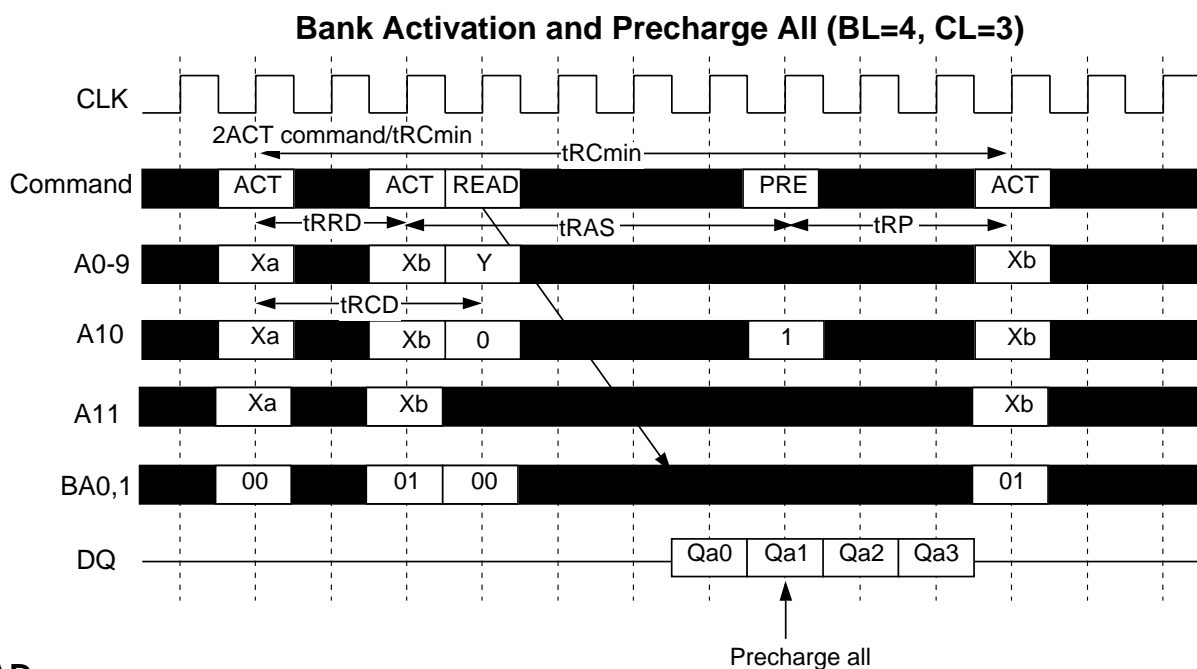 Bank Activation and Precharge All (BL=4, CL=3)
CLK
2ACT command/tRCmin
tRCmin
Command ACT ACT READ PRE ACT
tRRD tRAS tRP
A0-9 Xa Xb Y Xb
tRCD
A10 Xa Xb 0 1 Xb
A11 Xa Xb Xb
BA0,1 00 01 00 01
DQ Qa0 Qa1 Qa2 Qa3
Precharge all